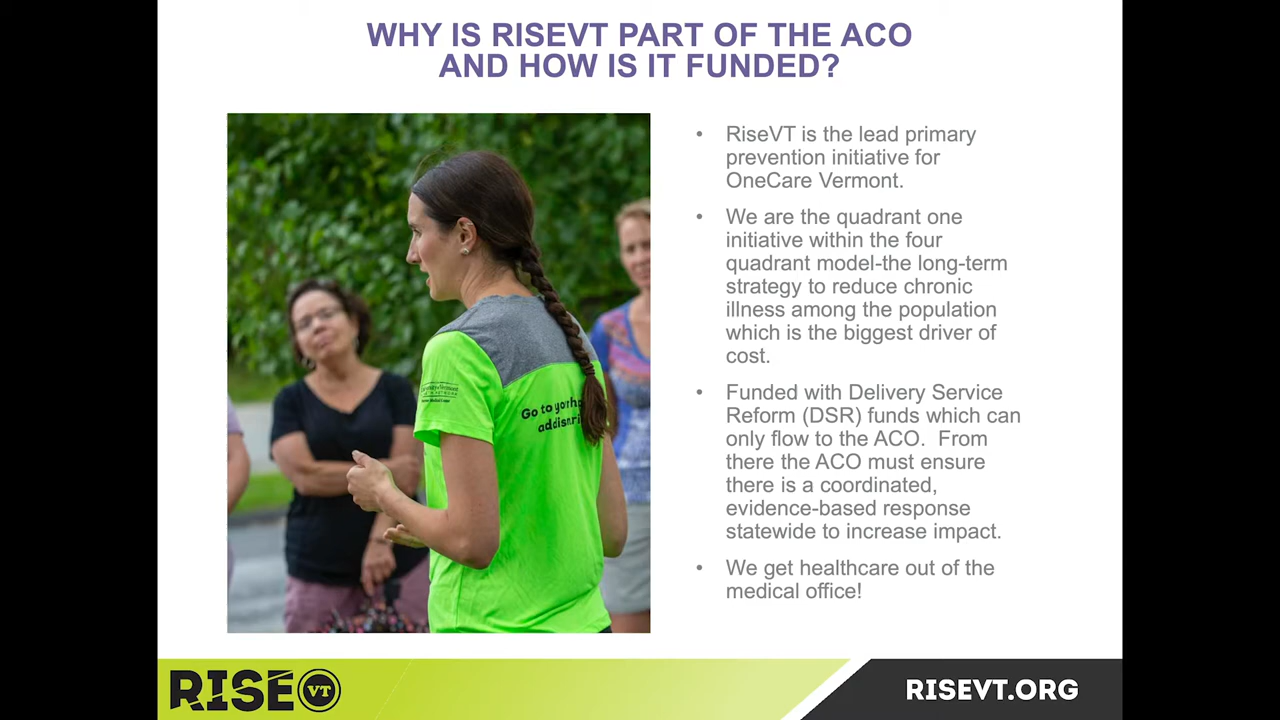 WHY IS RISEVT PART OF THE ACO
AND HOW IS IT FUNDED?
• RiseVT is the lead primary
prevention initiative for
OneCare Vermont.
• We are the quadrant one
initiative within the four
quadrant model-the long-term
strategy to reduce chronic
illness among the population
which is the biggest driver of
cost.
• Funded with Delivery Service
Reform (DSR) funds which can
only flow to the ACO.  From
there the ACO must ensure
there is a coordinated,
evidence-based response
statewide to increase impact.
• We get healthcare out of the
medical office!
Go to your
RISE VT
RISEVT.ORG